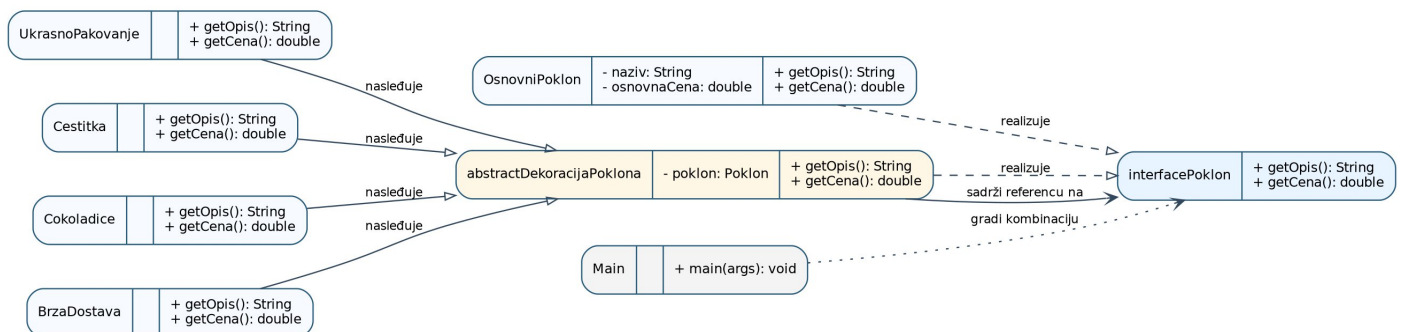 UkrasnoPakovanje
+ getOpis(): String
+ getCena(): double
nasleđuje
Cestitka
+ getOpis(): String
+ getCena(): double
nasleđuje
Cokoladice
+ getOpis(): String
+ getCena(): double
nasleđuje
BrzaDostava
+ getOpis(): String
+ getCena(): double
nasleđuje
OsnovniPoklon
- naziv: String
- osnovnaCena: double
+ getOpis(): String
+ getCena(): double
realizuje
abstractDekoracijaPoklona
- poklon: Poklon
+ getOpis(): String
+ getCena(): double
realizuje
sadrži referencu na
Main
+ main(args): void
gradi kombinaciju
interfacePoklon
+ getOpis(): String
+ getCena(): double